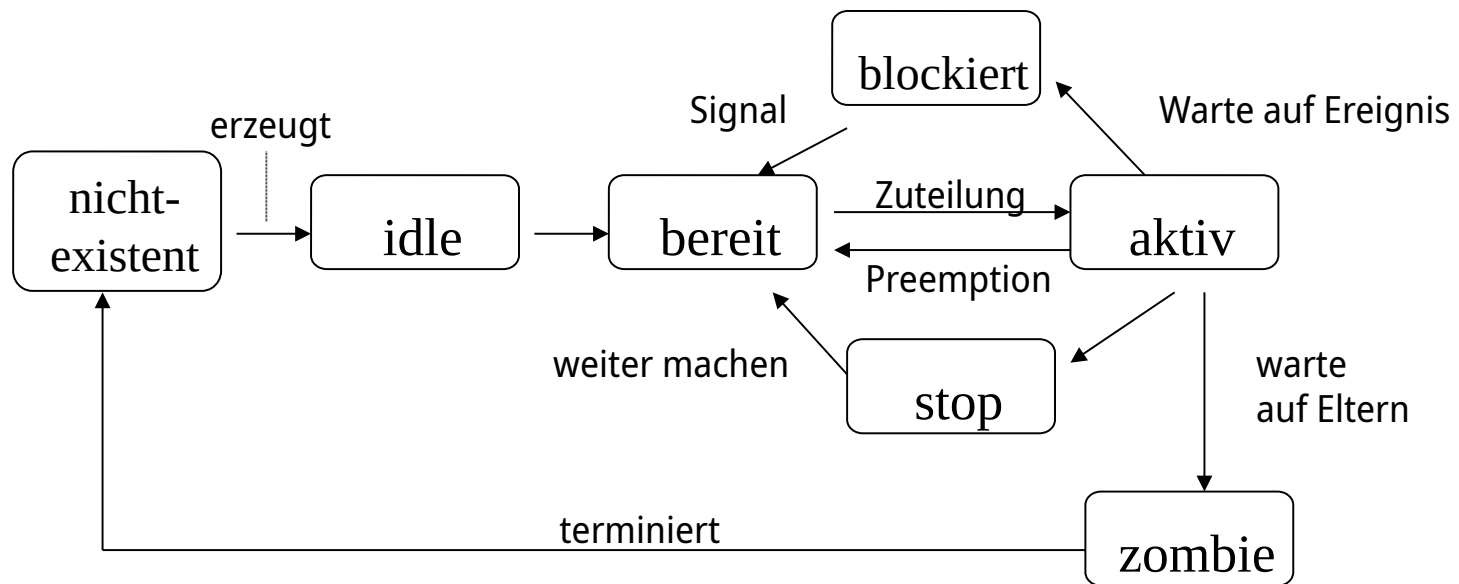 blockiert
Signal
Warte auf Ereignis
erzeugt
nicht-
existent
idle
bereit
Zuteilung
aktiv
Preemption
weiter machen
stop
warte
auf Eltern
terminiert
zombie